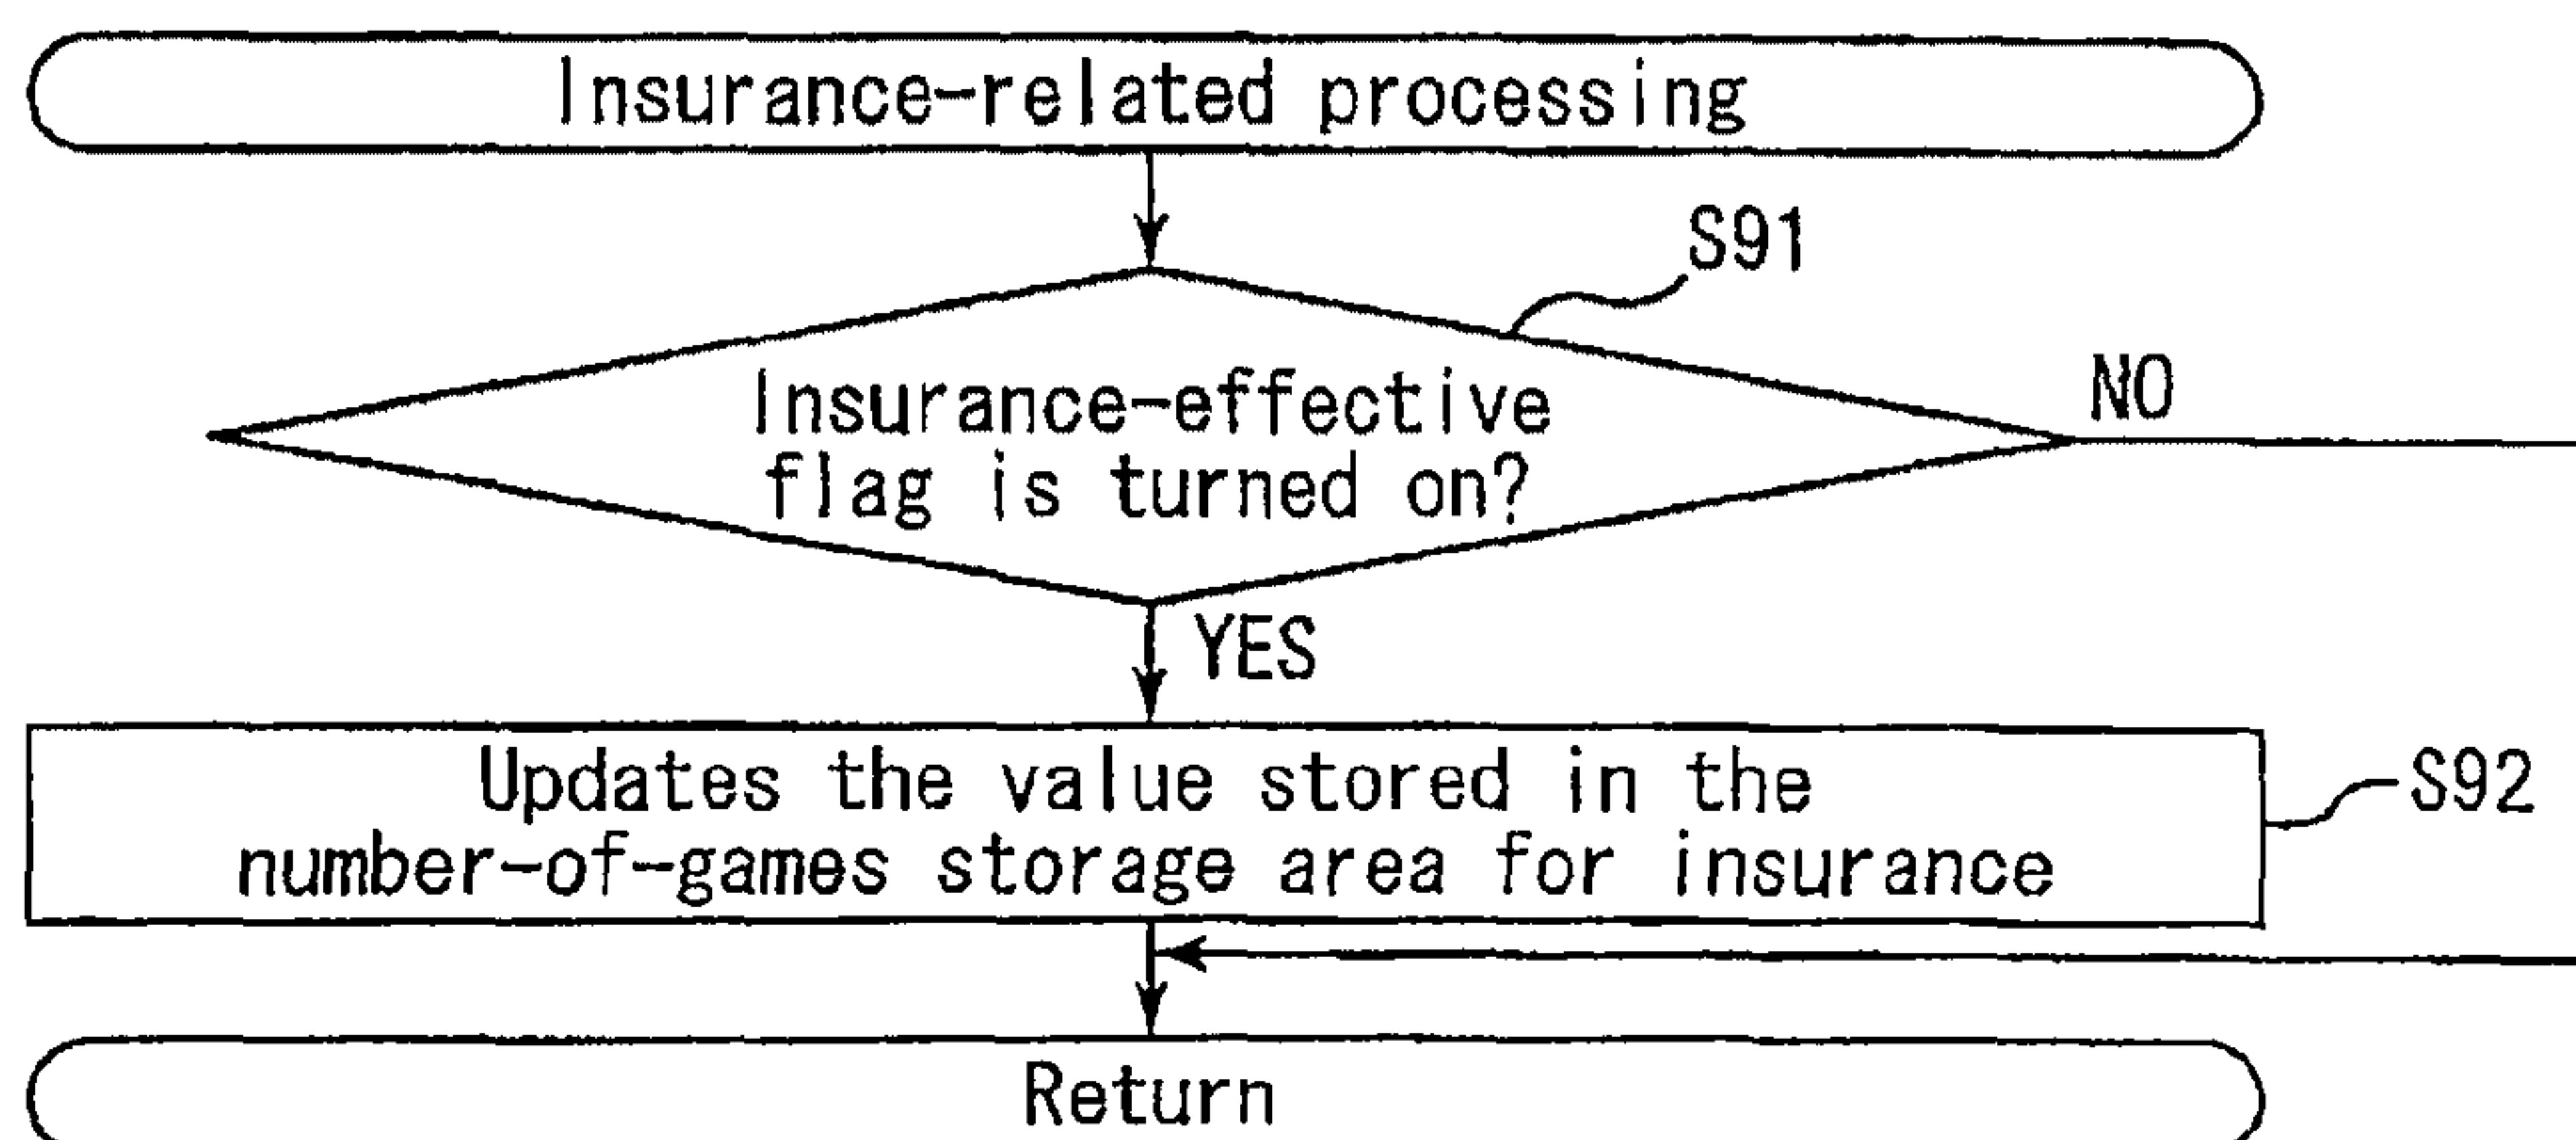 Insurance-related processing
S91
Insurance-effective
flag is turned on?
NO
YES
Updates the value stored in the
number-of-games storage area for insurance
S92
Return